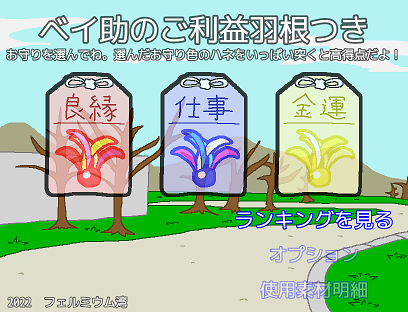 ベイ助のご利益羽根つき
お守りを選んでね。選んだお守り色のハネをいっぱい突くと高得点だよ！
良縁
仕事
金運
ランキングを見る
オプション
使用素材明細
2022　フェルミウム湾